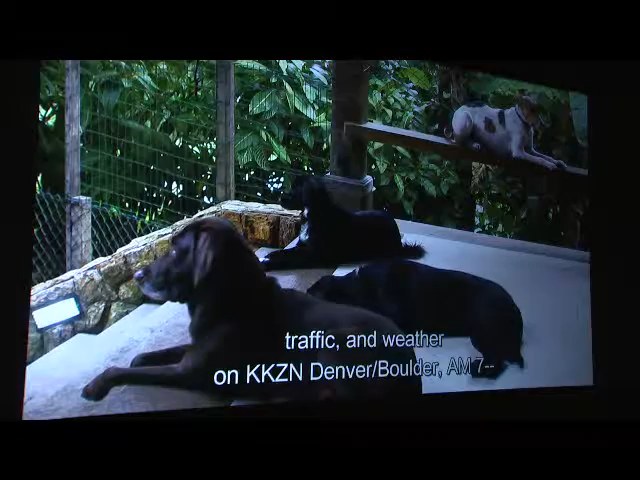 traffic, and weather
on KKZN Denver/Boulder, AM 7--